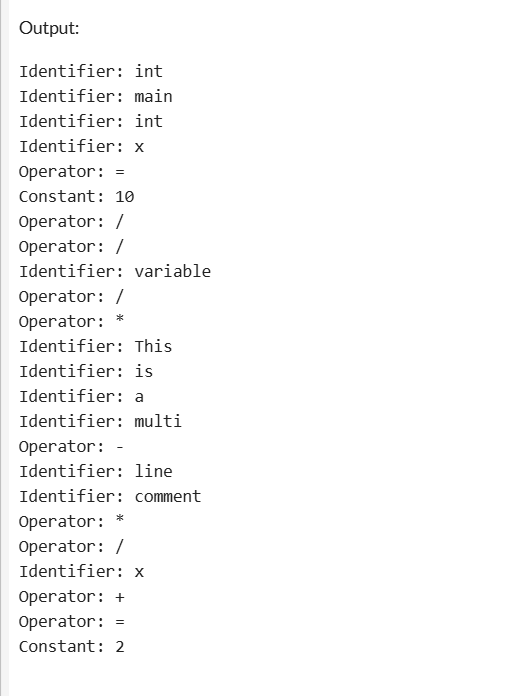 Output:
Identifier: int
Identifier: main
Identifier: int
Identifier: x
Operator: =
Constant: 10
Operator: /
Operator: /
Identifier: variable
Operator: /
Operator: *
Identifier: This
Identifier: is
Identifier: a
Identifier: multi
Operator: -
Identifier: line
Identifier: comment
Operator: *
Operator: /
Identifier: x
Operator: +
Operator: =
Constant: 2